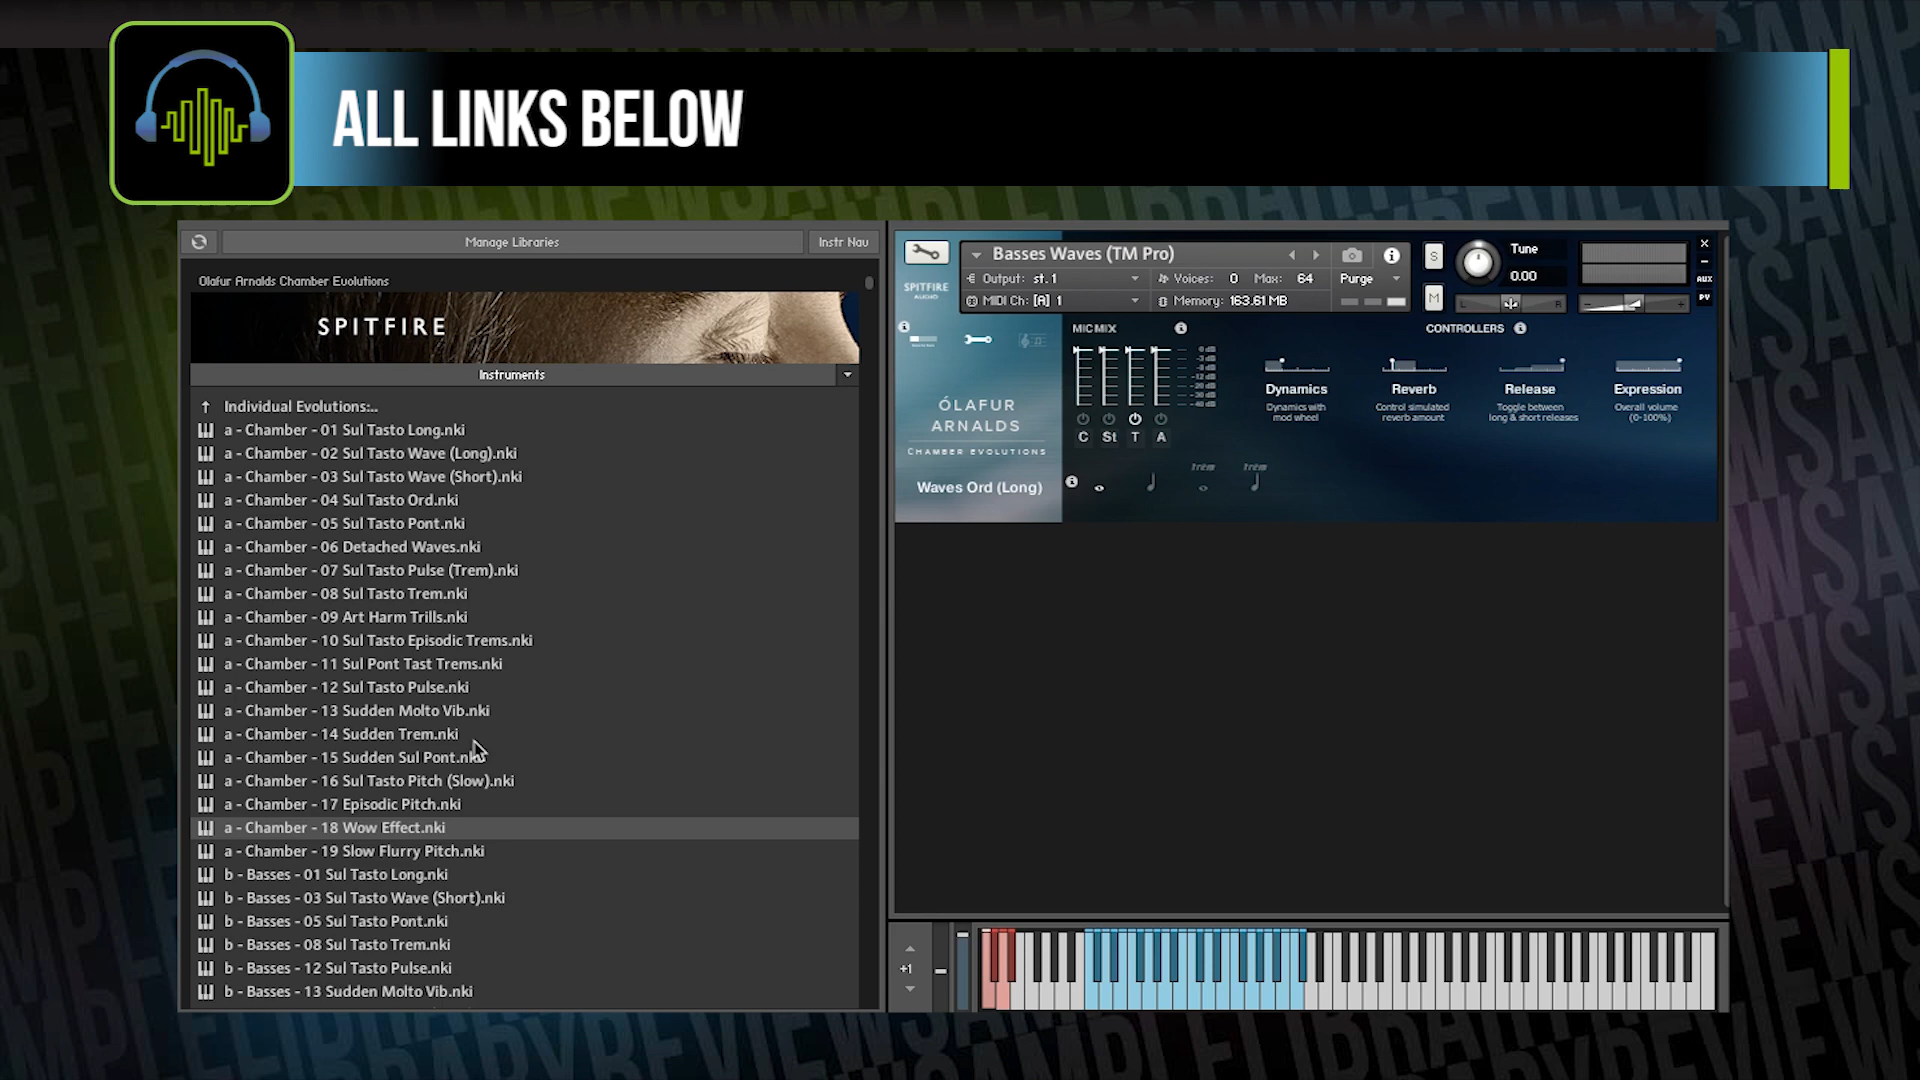 ALL LINKS BELOW
Manage Libraries
Instr Nav
Ólafur Arnalds Chamber Evolutions
SPITFIRE
Instruments
Individual Evolutions:..
a - Chamber - 01 Sul Tasto Long.nki
a - Chamber - 02 Sul Tasto Wave (Long).nki
a - Chamber - 03 Sul Tasto Wave (Short).nki
a - Chamber - 04 Sul Tasto Ord.nki
a - Chamber - 05 Sul Tasto Pont.nki
a - Chamber - 06 Detached Waves.nki
a - Chamber - 07 Sul Tasto Pulse (Trem).nki
a - Chamber - 08 Sul Tasto Trem.nki
a - Chamber - 09 Art Harm Trills.nki
a - Chamber - 10 Sul Tasto Episodic Trems.nki
a - Chamber - 11 Sul Pont Tast Trems.nki
a - Chamber - 12 Sul Tasto Pulse.nki
a - Chamber - 13 Sudden Molto Vib.nki
a - Chamber - 14 Sudden Trem.nki
a - Chamber - 15 Sudden Sul Pont.nki
a - Chamber - 16 Sul Tasto Pitch (Slow).nki
a - Chamber - 17 Episodic Pitch.nki
a - Chamber - 18 Wow Effect.nki
a - Chamber - 19 Slow Flurry Pitch.nki
b - Basses - 01 Sul Tasto Long.nki
b - Basses - 03 Sul Tasto Wave (Short).nki
b - Basses - 05 Sul Tasto Pont.nki
b - Basses - 08 Sul Tasto Trem.nki
b - Basses - 12 Sul Tasto Pulse.nki
b - Basses - 13 Sudden Molto Vib.nki
Basses Waves (TM Pro)
Output: st.1
Voices: 0 Max: 64
Purge
MIDI Ch: [A] 1
Memory: 163.61 MB
S
M
Tune
0.00
L R
AUX
PV
SPITFIRE
AUDIO
MIC MIX
CONTROLLERS
ÓLAFUR
ARNALDS
CHAMBER EVOLUTIONS
Waves Ord (Long)
C St T A
Dynamics
Dynamics with
mod wheel
Reverb
Control simulated
reverb amount
Release
Toggle between
long & short releases
Expression
Overall volume
(0-100%)
Trem Trem
+1